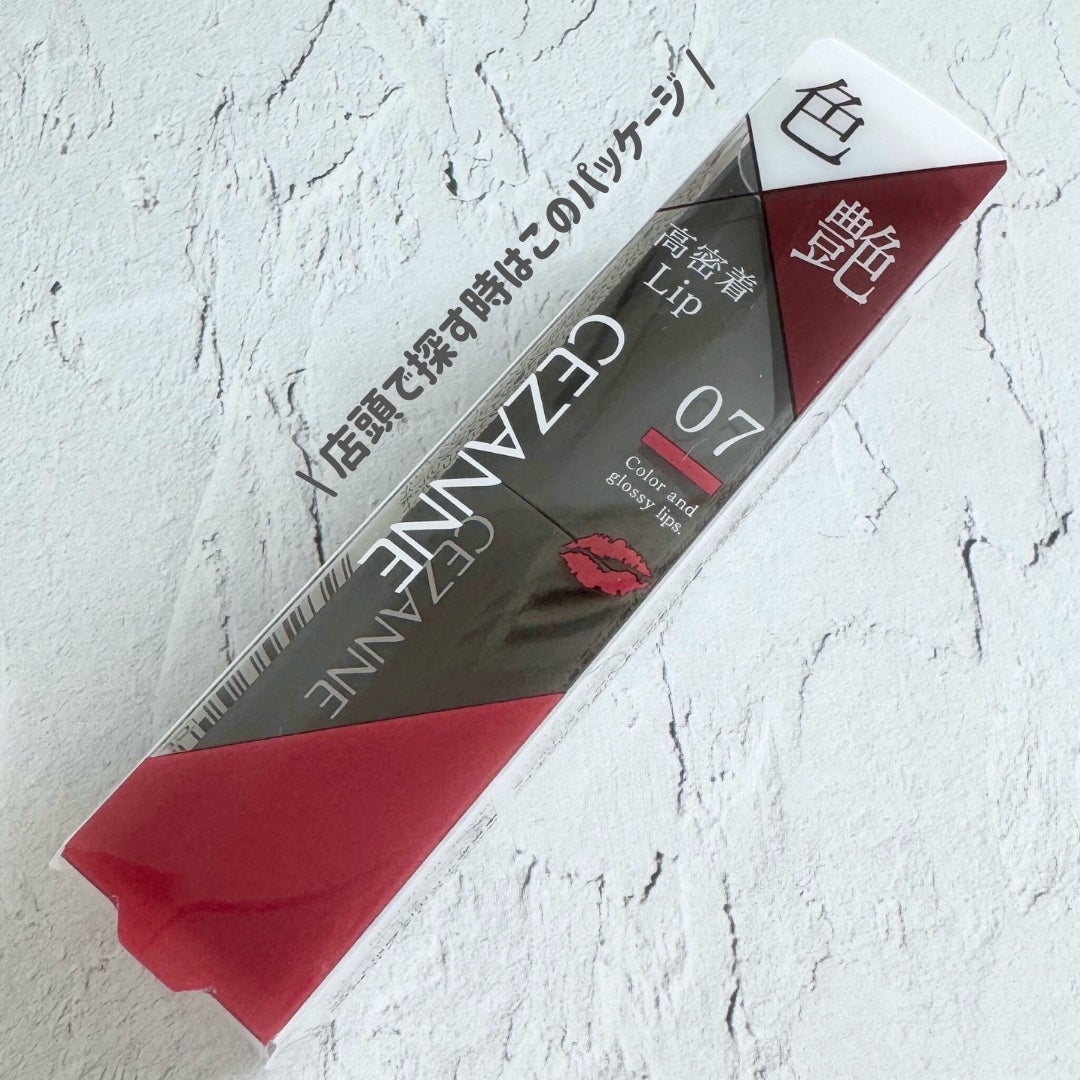 \店頭で探す時はこのパッケージ/
色
艶
高密着
Lip
CEZANNE
07
Color and
glossy lips.
CEZANNE